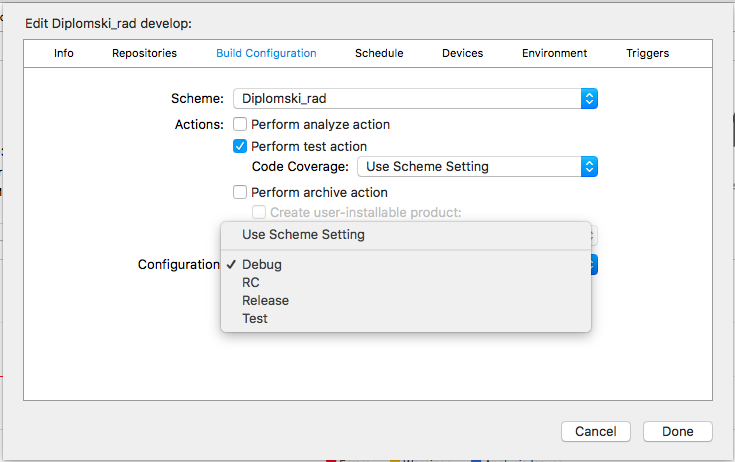 Edit Diplomski_rad develop:
Info Repositories Build Configuration Schedule Devices Environment Triggers
Scheme: Diplomski_rad
Actions: Perform analyze action
Perform test action
Code Coverage: Use Scheme Setting
Perform archive action
Create user-installable product:
Use Scheme Setting
Configuration Debug
RC
Release
Test
Cancel Done